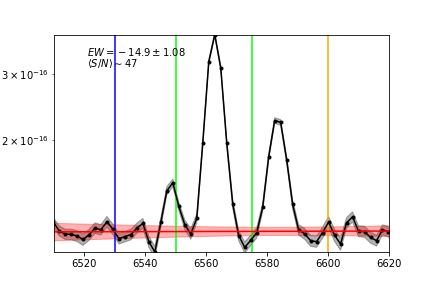 EW = −14.9 ± 1.08
⟨S/N⟩ ~ 47
3 × 10⁻¹⁶
2 × 10⁻¹⁶
6520 6540 6560 6580 6600 6620